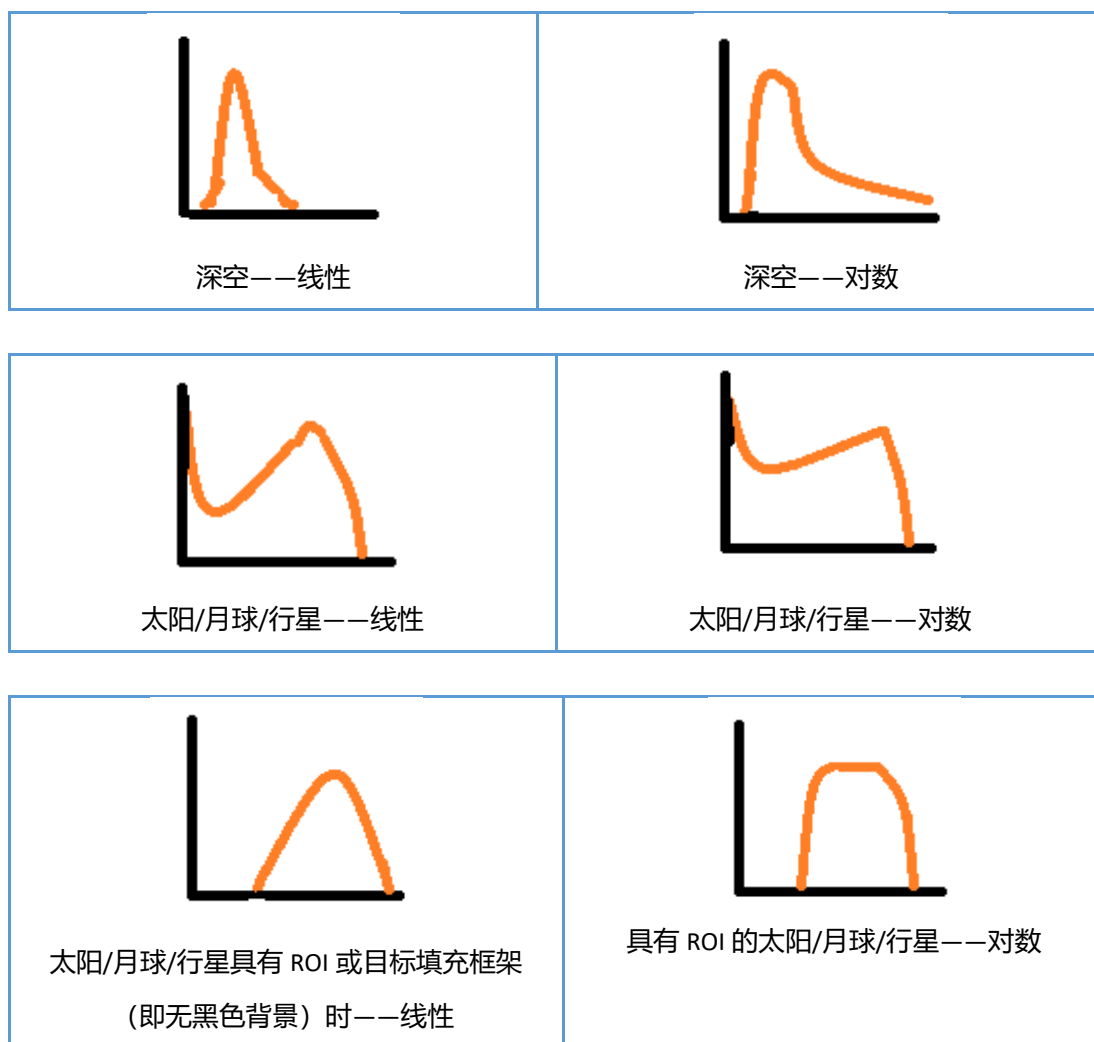 深空——线性
深空——对数
太阳/月球/行星——线性
太阳/月球/行星——对数
太阳/月球/行星具有 ROI 或目标填充框架
（即无黑色背景）时——线性
具有 ROI 的太阳/月球/行星——对数